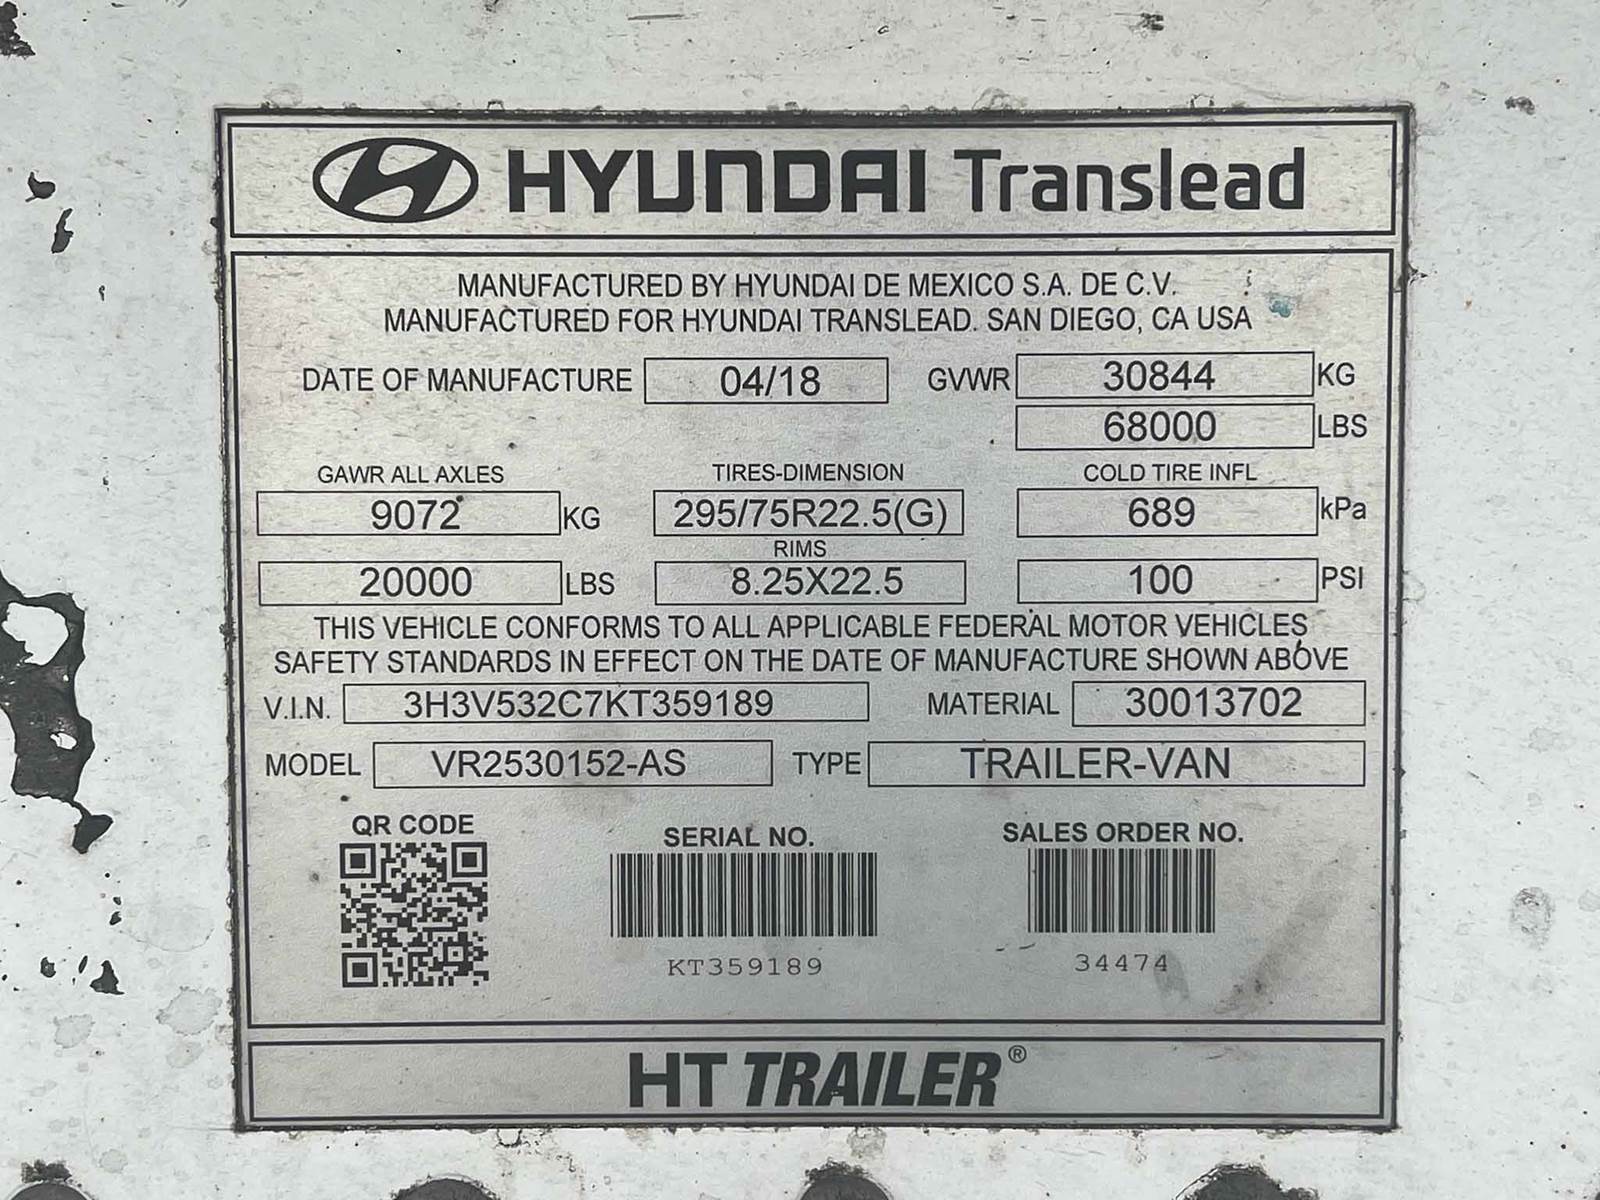 HYUNDAI Translead
MANUFACTURED BY HYUNDAI DE MEXICO S.A. DE C.V.
MANUFACTURED FOR HYUNDAI TRANSLEAD. SAN DIEGO, CA USA
DATE OF MANUFACTURE 04/18 GVWR 30844 KG
68000 LBS
GAWR ALL AXLES TIRES-DIMENSION COLD TIRE INFL
9072 KG 295/75R22.5(G) 689 kPa
RIMS
20000 LBS 8.25X22.5 100 PSI
THIS VEHICLE CONFORMS TO ALL APPLICABLE FEDERAL MOTOR VEHICLES
SAFETY STANDARDS IN EFFECT ON THE DATE OF MANUFACTURE SHOWN ABOVE
V.I.N. 3H3V532C7KT359189 MATERIAL 30013702
MODEL VR2530152-AS TYPE TRAILER-VAN
QR CODE SERIAL NO. SALES ORDER NO.
KT359189 34474
HT TRAILER®